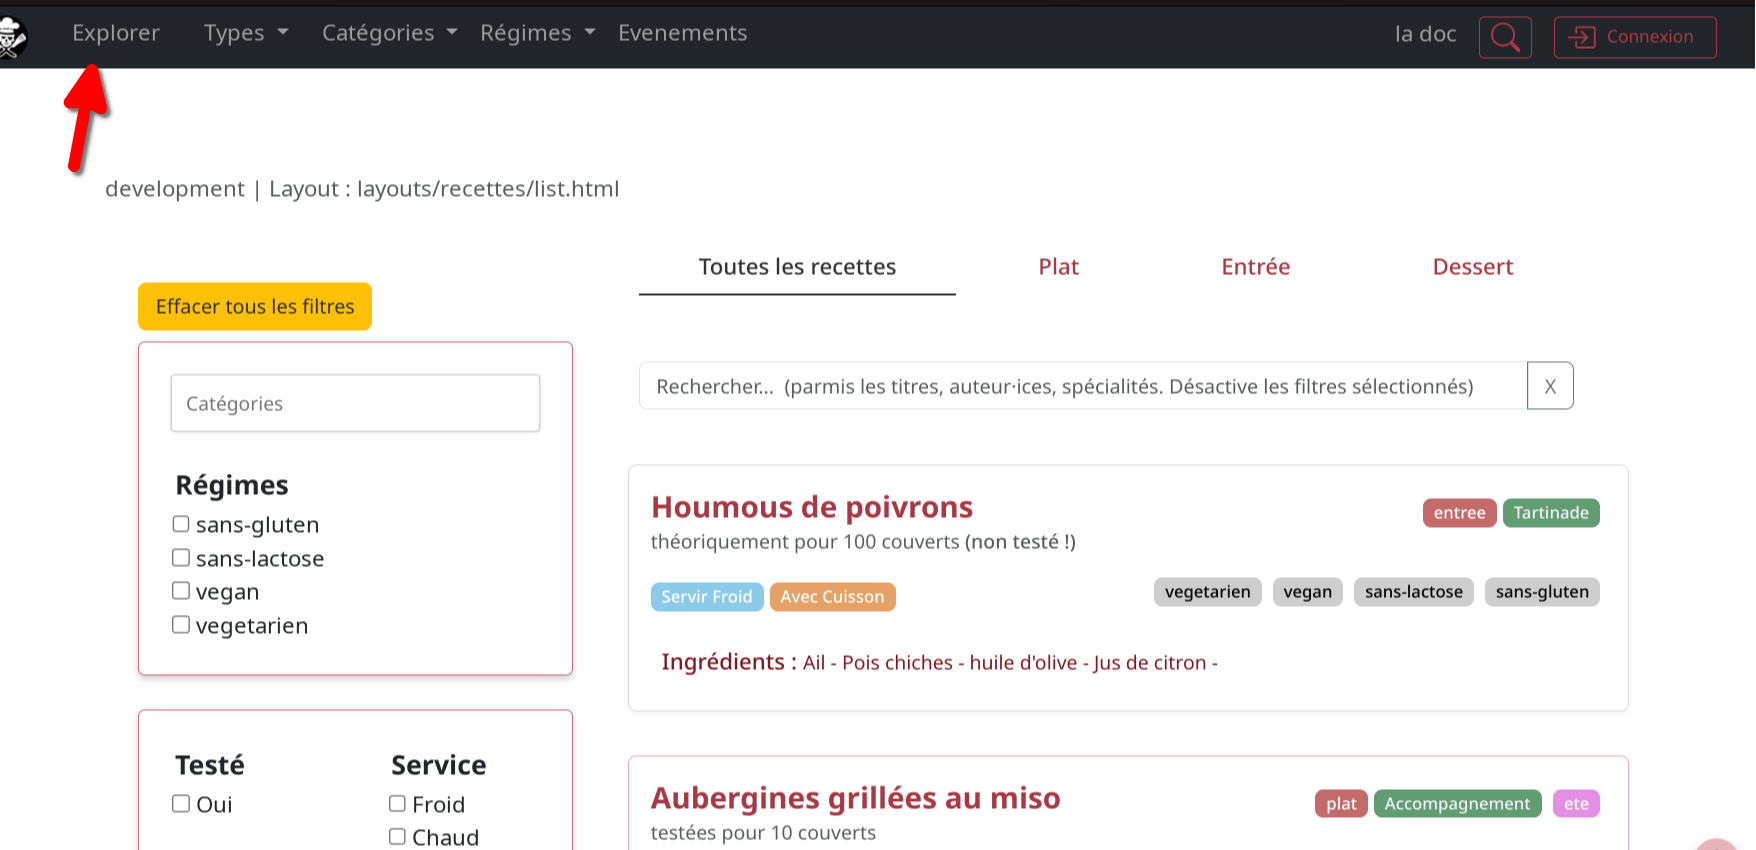 Explorer Types Catégories Régimes Evenements la doc Connexion
development | Layout : layouts/recettes/list.html
Toutes les recettes Plat Entrée Dessert
Effacer tous les filtres
Catégories
Régimes
sans-gluten
sans-lactose
vegan
vegetarien
Testé Service
Oui Froid
Chaud
Rechercher... (parmis les titres, auteur·ices, spécialités. Désactive les filtres sélectionnés) X
Houmous de poivrons entree Tartinade
théoriquement pour 100 couverts (non testé !)
Servir Froid Avec Cuisson vegetarien vegan sans-lactose sans-gluten
Ingrédients : Ail - Pois chiches - huile d'olive - Jus de citron -
Aubergines grillées au miso plat Accompagnement ete
testées pour 10 couverts